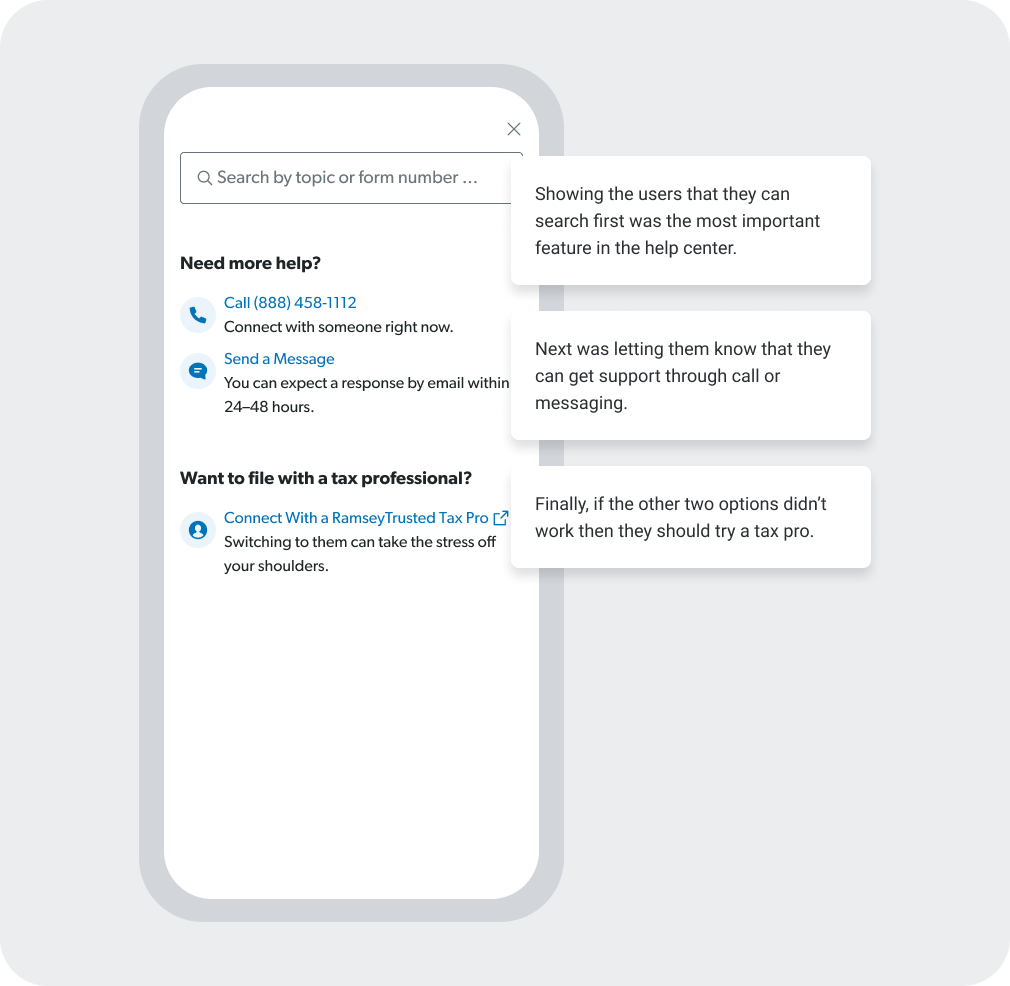 Search by topic or form number ...
Need more help?
Call (888) 458-1112
Connect with someone right now.
Send a Message
You can expect a response by email within
24–48 hours.
Want to file with a tax professional?
Connect With a RamseyTrusted Tax Pro
Switching to them can take the stress off
your shoulders.
Showing the users that they can
search first was the most important
feature in the help center.
Next was letting them know that they
can get support through call or
messaging.
Finally, if the other two options didn’t
work then they should try a tax pro.